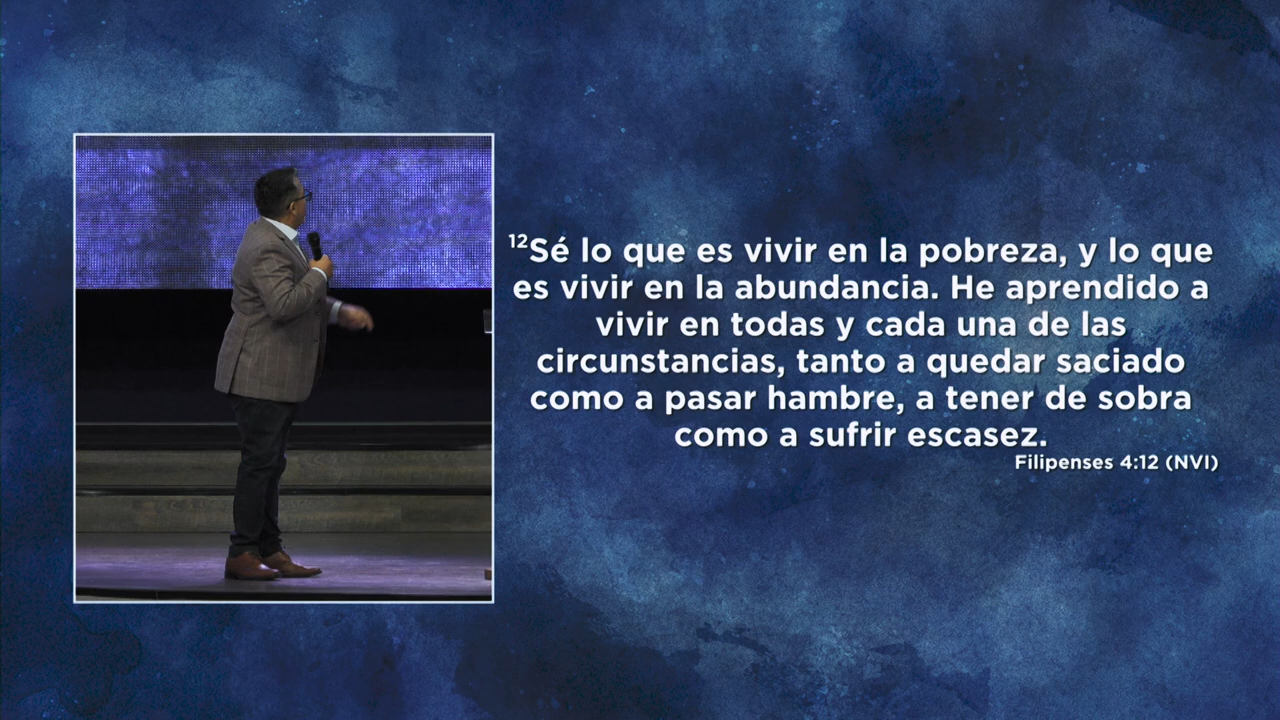 ¹²Sé lo que es vivir en la pobreza, y lo que
es vivir en la abundancia. He aprendido a
vivir en todas y cada una de las
circunstancias, tanto a quedar saciado
como a pasar hambre, a tener de sobra
como a sufrir escasez.
Filipenses 4:12 (NVI)